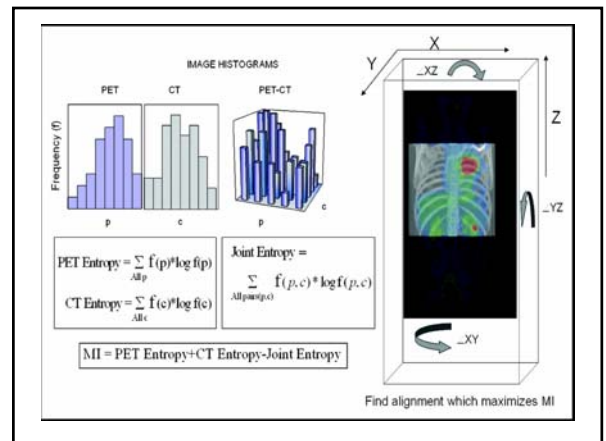 IMAGE HISTOGRAMS
PET
CT
PET-CT
Frequency (f)
p
c
p
c
PET Entropy = ∑ f(p)*log f(p)
All p
CT Entropy = ∑ f(c)*log f(c)
All c
Joint Entropy =
∑ f(p,c)*logf(p,c)
All pairs(p,c)
MI = PET Entropy+CT Entropy-Joint Entropy
X
Y
Z
_XZ
_YZ
_XY
Find alignment which maximizes MI